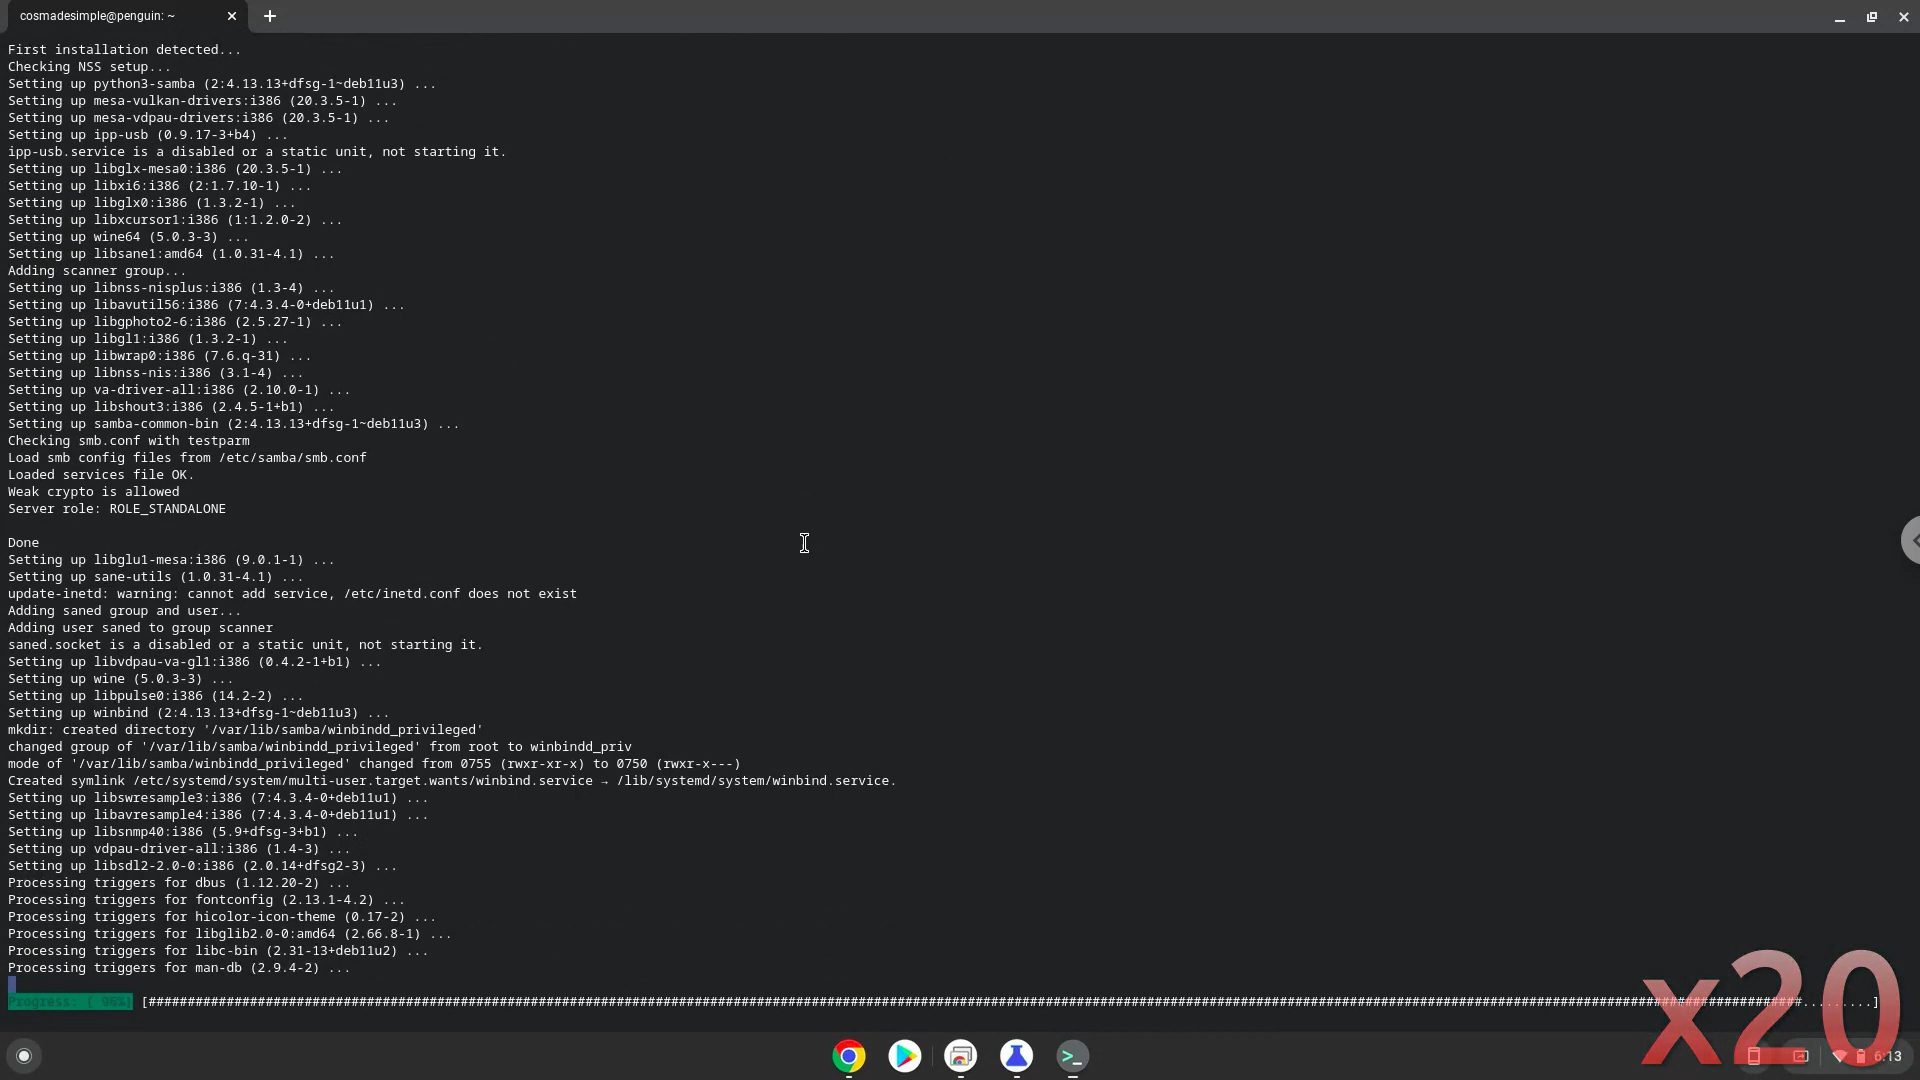 cosmadesimple@penguin: ~
First installation detected...
Checking NSS setup...
Setting up python3-samba (2:4.13.13+dfsg-1~deb11u3) ...
Setting up mesa-vulkan-drivers:i386 (20.3.5-1) ...
Setting up mesa-vdpau-drivers:i386 (20.3.5-1) ...
Setting up ipp-usb (0.9.17-3+b4) ...
ipp-usb.service is a disabled or a static unit, not starting it.
Setting up libglx-mesa0:i386 (20.3.5-1) ...
Setting up libxi6:i386 (2:1.7.10-1) ...
Setting up libglx0:i386 (1.3.2-1) ...
Setting up libxcursor1:i386 (1:1.2.0-2) ...
Setting up wine64 (5.0.3-3) ...
Setting up libsane1:amd64 (1.0.31-4.1) ...
Adding scanner group...
Setting up libnss-nisplus:i386 (1.3-4) ...
Setting up libavutil56:i386 (7:4.3.4-0+deb11u1) ...
Setting up libgphoto2-6:i386 (2.5.27-1) ...
Setting up libgl1:i386 (1.3.2-1) ...
Setting up libwrap0:i386 (7.6.q-31) ...
Setting up libnss-nis:i386 (3.1-4) ...
Setting up va-driver-all:i386 (2.10.0-1) ...
Setting up libshout3:i386 (2.4.5-1+b1) ...
Setting up samba-common-bin (2:4.13.13+dfsg-1~deb11u3) ...
Checking smb.conf with testparm
Load smb config files from /etc/samba/smb.conf
Loaded services file OK.
Weak crypto is allowed
Server role: ROLE_STANDALONE
Done
Setting up libglu1-mesa:i386 (9.0.1-1) ...
Setting up sane-utils (1.0.31-4.1) ...
update-inetd: warning: cannot add service, /etc/inetd.conf does not exist
Adding saned group and user...
Adding user saned to group scanner
saned.socket is a disabled or a static unit, not starting it.
Setting up libvdpau-va-gl1:i386 (0.4.2-1+b1) ...
Setting up wine (5.0.3-3) ...
Setting up libpulse0:i386 (14.2-2) ...
Setting up winbind (2:4.13.13+dfsg-1~deb11u3) ...
mkdir: created directory '/var/lib/samba/winbindd_privileged'
changed group of '/var/lib/samba/winbindd_privileged' from root to winbindd_priv
mode of '/var/lib/samba/winbindd_privileged' changed from 0755 (rwxr-xr-x) to 0750 (rwxr-x---)
Created symlink /etc/systemd/system/multi-user.target.wants/winbind.service → /lib/systemd/system/winbind.service.
Setting up libswresample3:i386 (7:4.3.4-0+deb11u1) ...
Setting up libavresample4:i386 (7:4.3.4-0+deb11u1) ...
Setting up libsnmp40:i386 (5.9+dfsg-3+b1) ...
Setting up vdpau-driver-all:i386 (1.4-3) ...
Setting up libsdl2-2.0-0:i386 (2.0.14+dfsg2-3) ...
Processing triggers for dbus (1.12.20-2) ...
Processing triggers for fontconfig (2.13.1-4.2) ...
Processing triggers for hicolor-icon-theme (0.17-2) ...
Processing triggers for libglib2.0-0:amd64 (2.66.8-1) ...
Processing triggers for libc-bin (2.31-13+deb11u2) ...
Processing triggers for man-db (2.9.4-2) ...
Progress: [ 96%]
x20
6:13